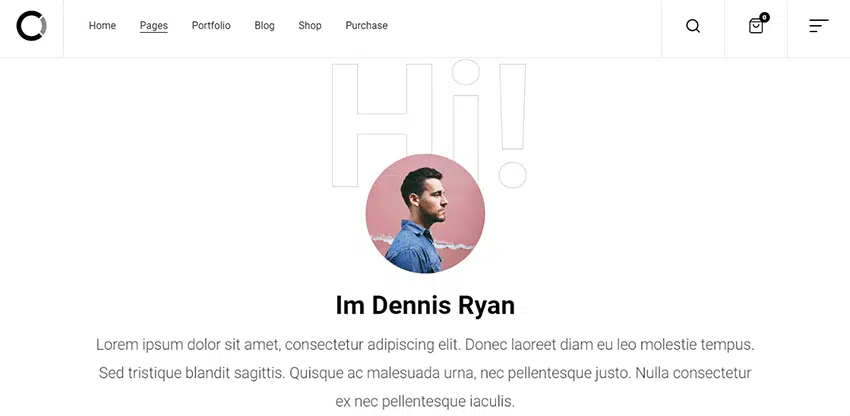 Home Pages Portfolio Blog Shop Purchase 0
Hi!
Im Dennis Ryan
Lorem ipsum dolor sit amet, consectetur adipiscing elit. Donec laoreet diam eu leo molestie tempus.
Sed tristique blandit sagittis. Quisque ac malesuada urna, nec pellentesque justo. Nulla consectetur
ex nec pellentesque iaculis.